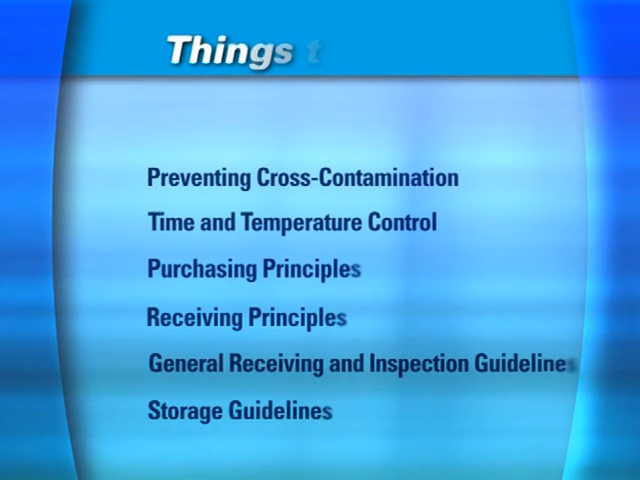 Things t
Preventing Cross-Contamination
Time and Temperature Control
Purchasing Principles
Receiving Principles
General Receiving and Inspection Guidelines
Storage Guidelines